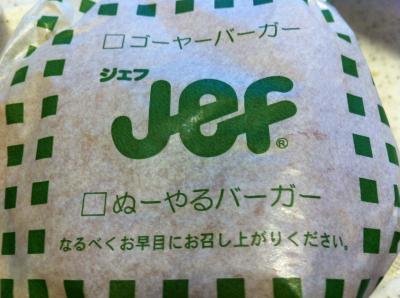 □ゴーヤーバーガー
ジェフ
Jef®
□ぬーやるバーガー
なるべくお早目にお召し上がりください。